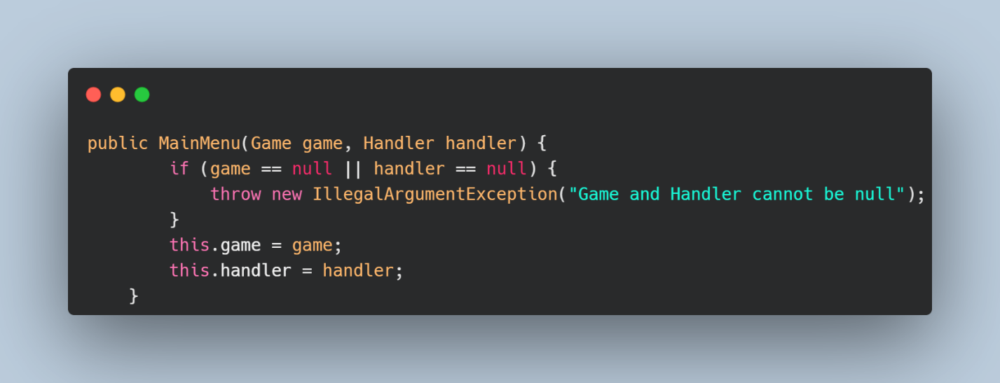 public MainMenu(Game game, Handler handler) {
        if (game == null || handler == null) {
            throw new IllegalArgumentException("Game and Handler cannot be null");
        }
        this.game = game;
        this.handler = handler;
    }